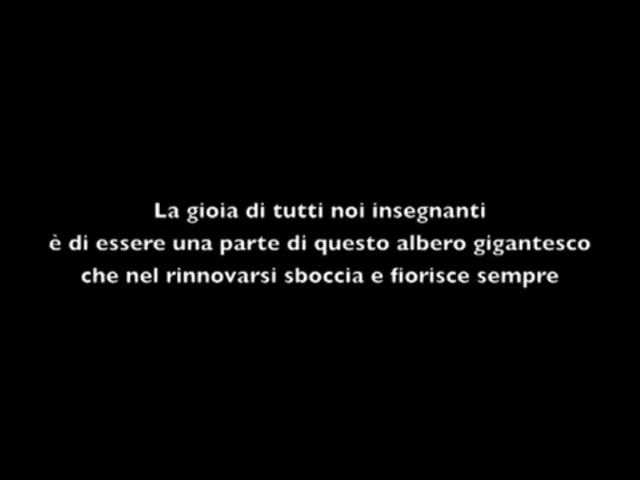 La gioia di tutti noi insegnanti
è di essere una parte di questo albero gigantesco
che nel rinnovarsi sboccia e fiorisce sempre